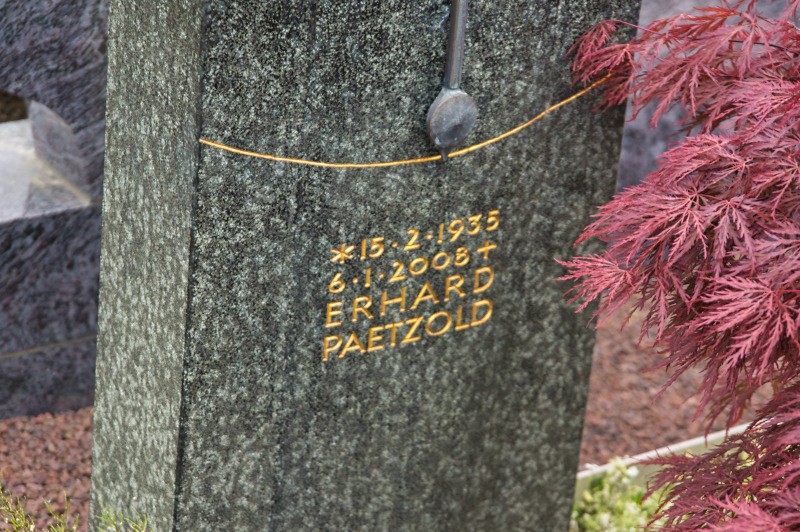 *15·2·1935
6·1·2008+
ERHARD
PAETZOLD